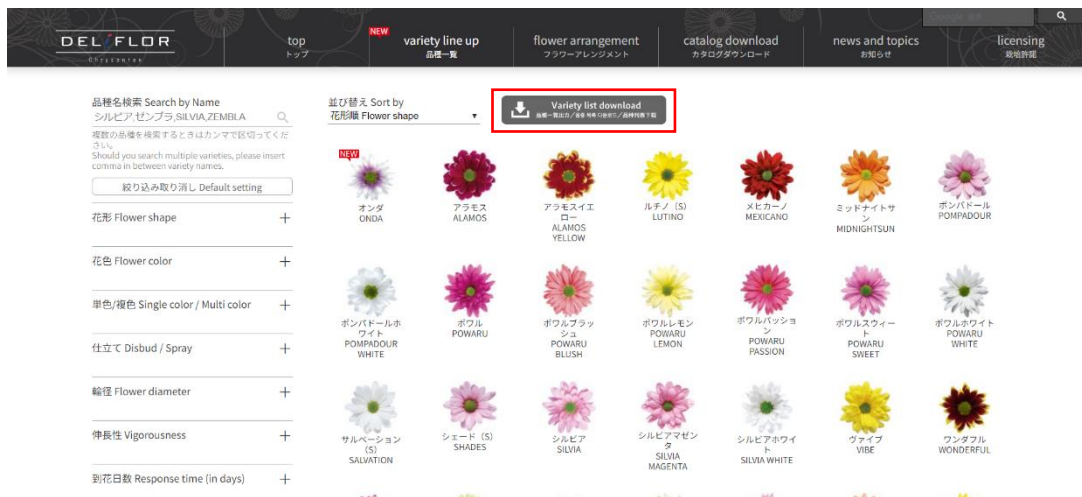 DELIFLOR
Chrysanten
top
トップ
NEW
variety line up
品種一覧
flower arrangement
フラワーアレンジメント
catalog download
カタログダウンロード
news and topics
お知らせ
licensing
栽培許諾
品種名検索 Search by Name
シルビア,ゼンブラ,SILVIA,ZEMBLA
複数の品種を検索するときはカンマで区切ってくだ
さい。
Should you search multiple varieties, please insert
comma in between variety names.
絞り込み取り消し Default setting
花形 Flower shape
花色 Flower color
単色/複色 Single color / Multi color
仕立て Disbud / Spray
輪径 Flower diameter
伸長性 Vigorousness
到花日数 Response time (in days)
並び替え Sort by
花形順 Flower shape
Variety list download
NEW
オンダ
ONDA
アラモス
ALAMOS
アラモスイエ
ロー
ALAMOS
YELLOW
ルチノ (S)
LUTINO
メヒカーノ
MEXICANO
ミッドナイトサ
ン
MIDNIGHTSUN
ポンパドール
POMPADOUR
ポンパドールホ
ワイト
POMPADOUR
WHITE
ポワル
POWARU
ポワルブラッ
シュ
POWARU
BLUSH
ポワルレモン
POWARU
LEMON
ポワルパッショ
ン
POWARU
PASSION
ポワルスウィー
ト
POWARU
SWEET
ポワルホワイト
POWARU
WHITE
サルベーション
(S)
SALVATION
シェード (S)
SHADES
シルビア
SILVIA
シルビアマゼン
タ
SILVIA
MAGENTA
シルビアホワイ
ト
SILVIA WHITE
ヴァイブ
VIBE
ワンダフル
WONDERFUL